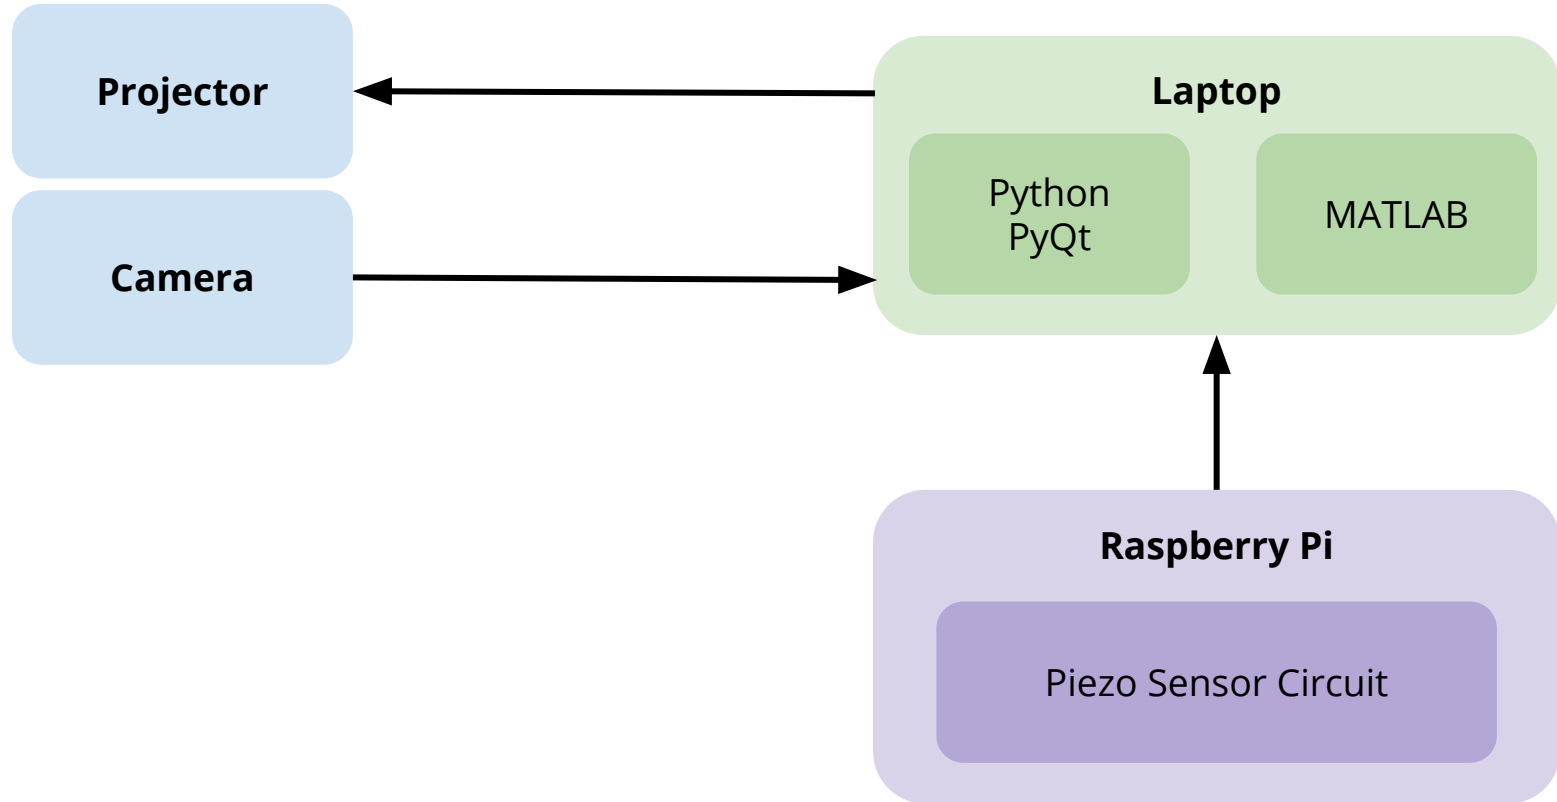 Projector
Camera
Laptop
Python
PyQt
MATLAB
Raspberry Pi
Piezo Sensor Circuit